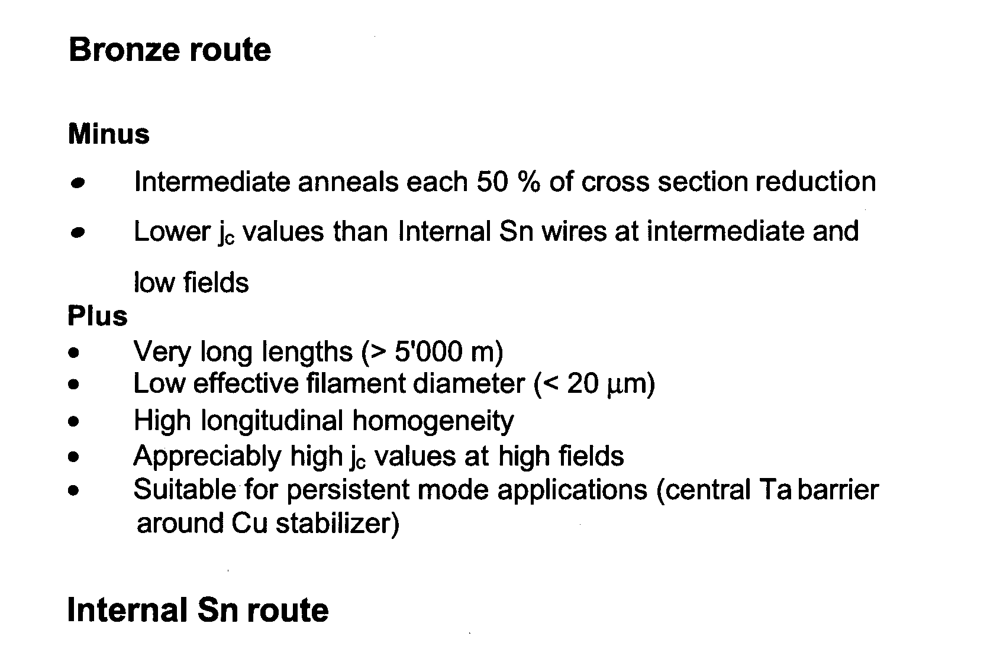 Bronze route
Minus
• Intermediate anneals each 50 % of cross section reduction
• Lower jc values than Internal Sn wires at intermediate and
low fields
Plus
• Very long lengths (> 5'000 m)
• Low effective filament diameter (< 20 μm)
• High longitudinal homogeneity
• Appreciably high jc values at high fields
• Suitable for persistent mode applications (central Ta barrier
around Cu stabilizer)
Internal Sn route